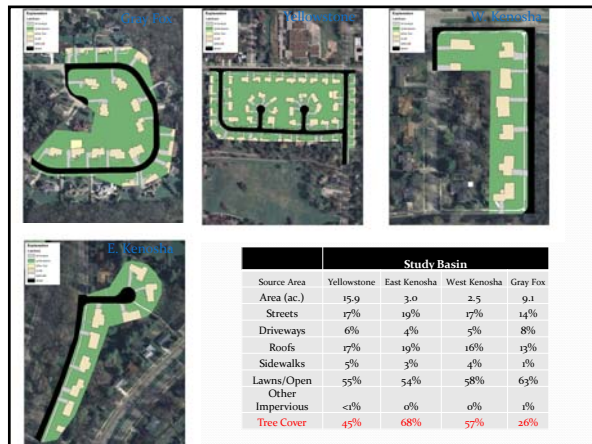 Gray Fox
Yellowstone
W. Kenosha
E. Kenosha
Study Basin
Source Area Yellowstone East Kenosha West Kenosha Gray Fox
Area (ac.) 15.9 3.0 2.5 9.1
Streets 17% 19% 17% 14%
Driveways 6% 4% 5% 8%
Roofs 17% 19% 16% 13%
Sidewalks 5% 3% 4% 1%
Lawns/Open 55% 54% 58% 63%
Other
Impervious <1% 0% 0% 1%
Tree Cover 45% 68% 57% 26%